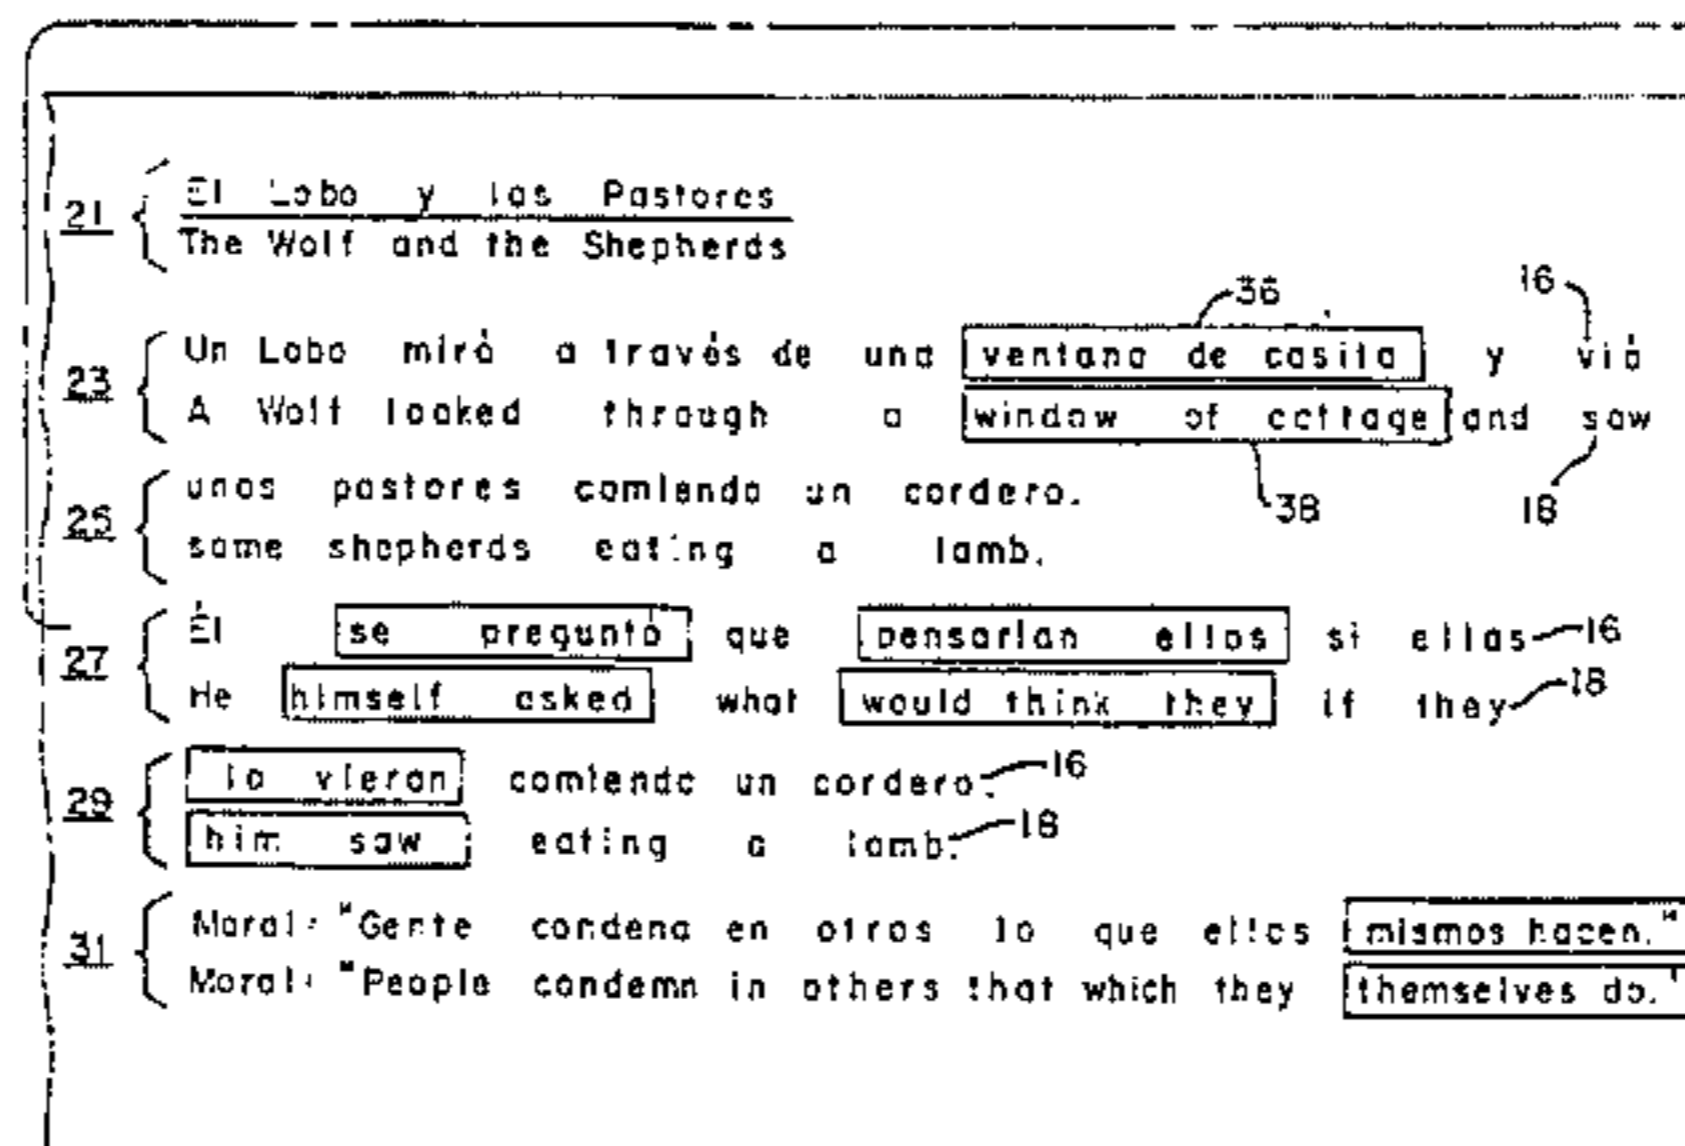 El Lobo y los Pastores
21
The Wolf and the Shepherds
36 16
Un Lobo miró a través de una ventana de casita y vió
23
A Wolf looked through a window of cottage and saw
unos pastores comiendo un cordero.
25 38 18
some shepherds eating a lamb.
Él se preguntó que pensarían ellos si ellos 16
27
He himself asked what would think they if they 18
lo vieran comiendo un cordero. 16
29
him saw eating a lamb. 18
Moral: "Gente condena en otros lo que ellos mismos hacen."
31
Moral: "People condemn in others that which they themselves do."